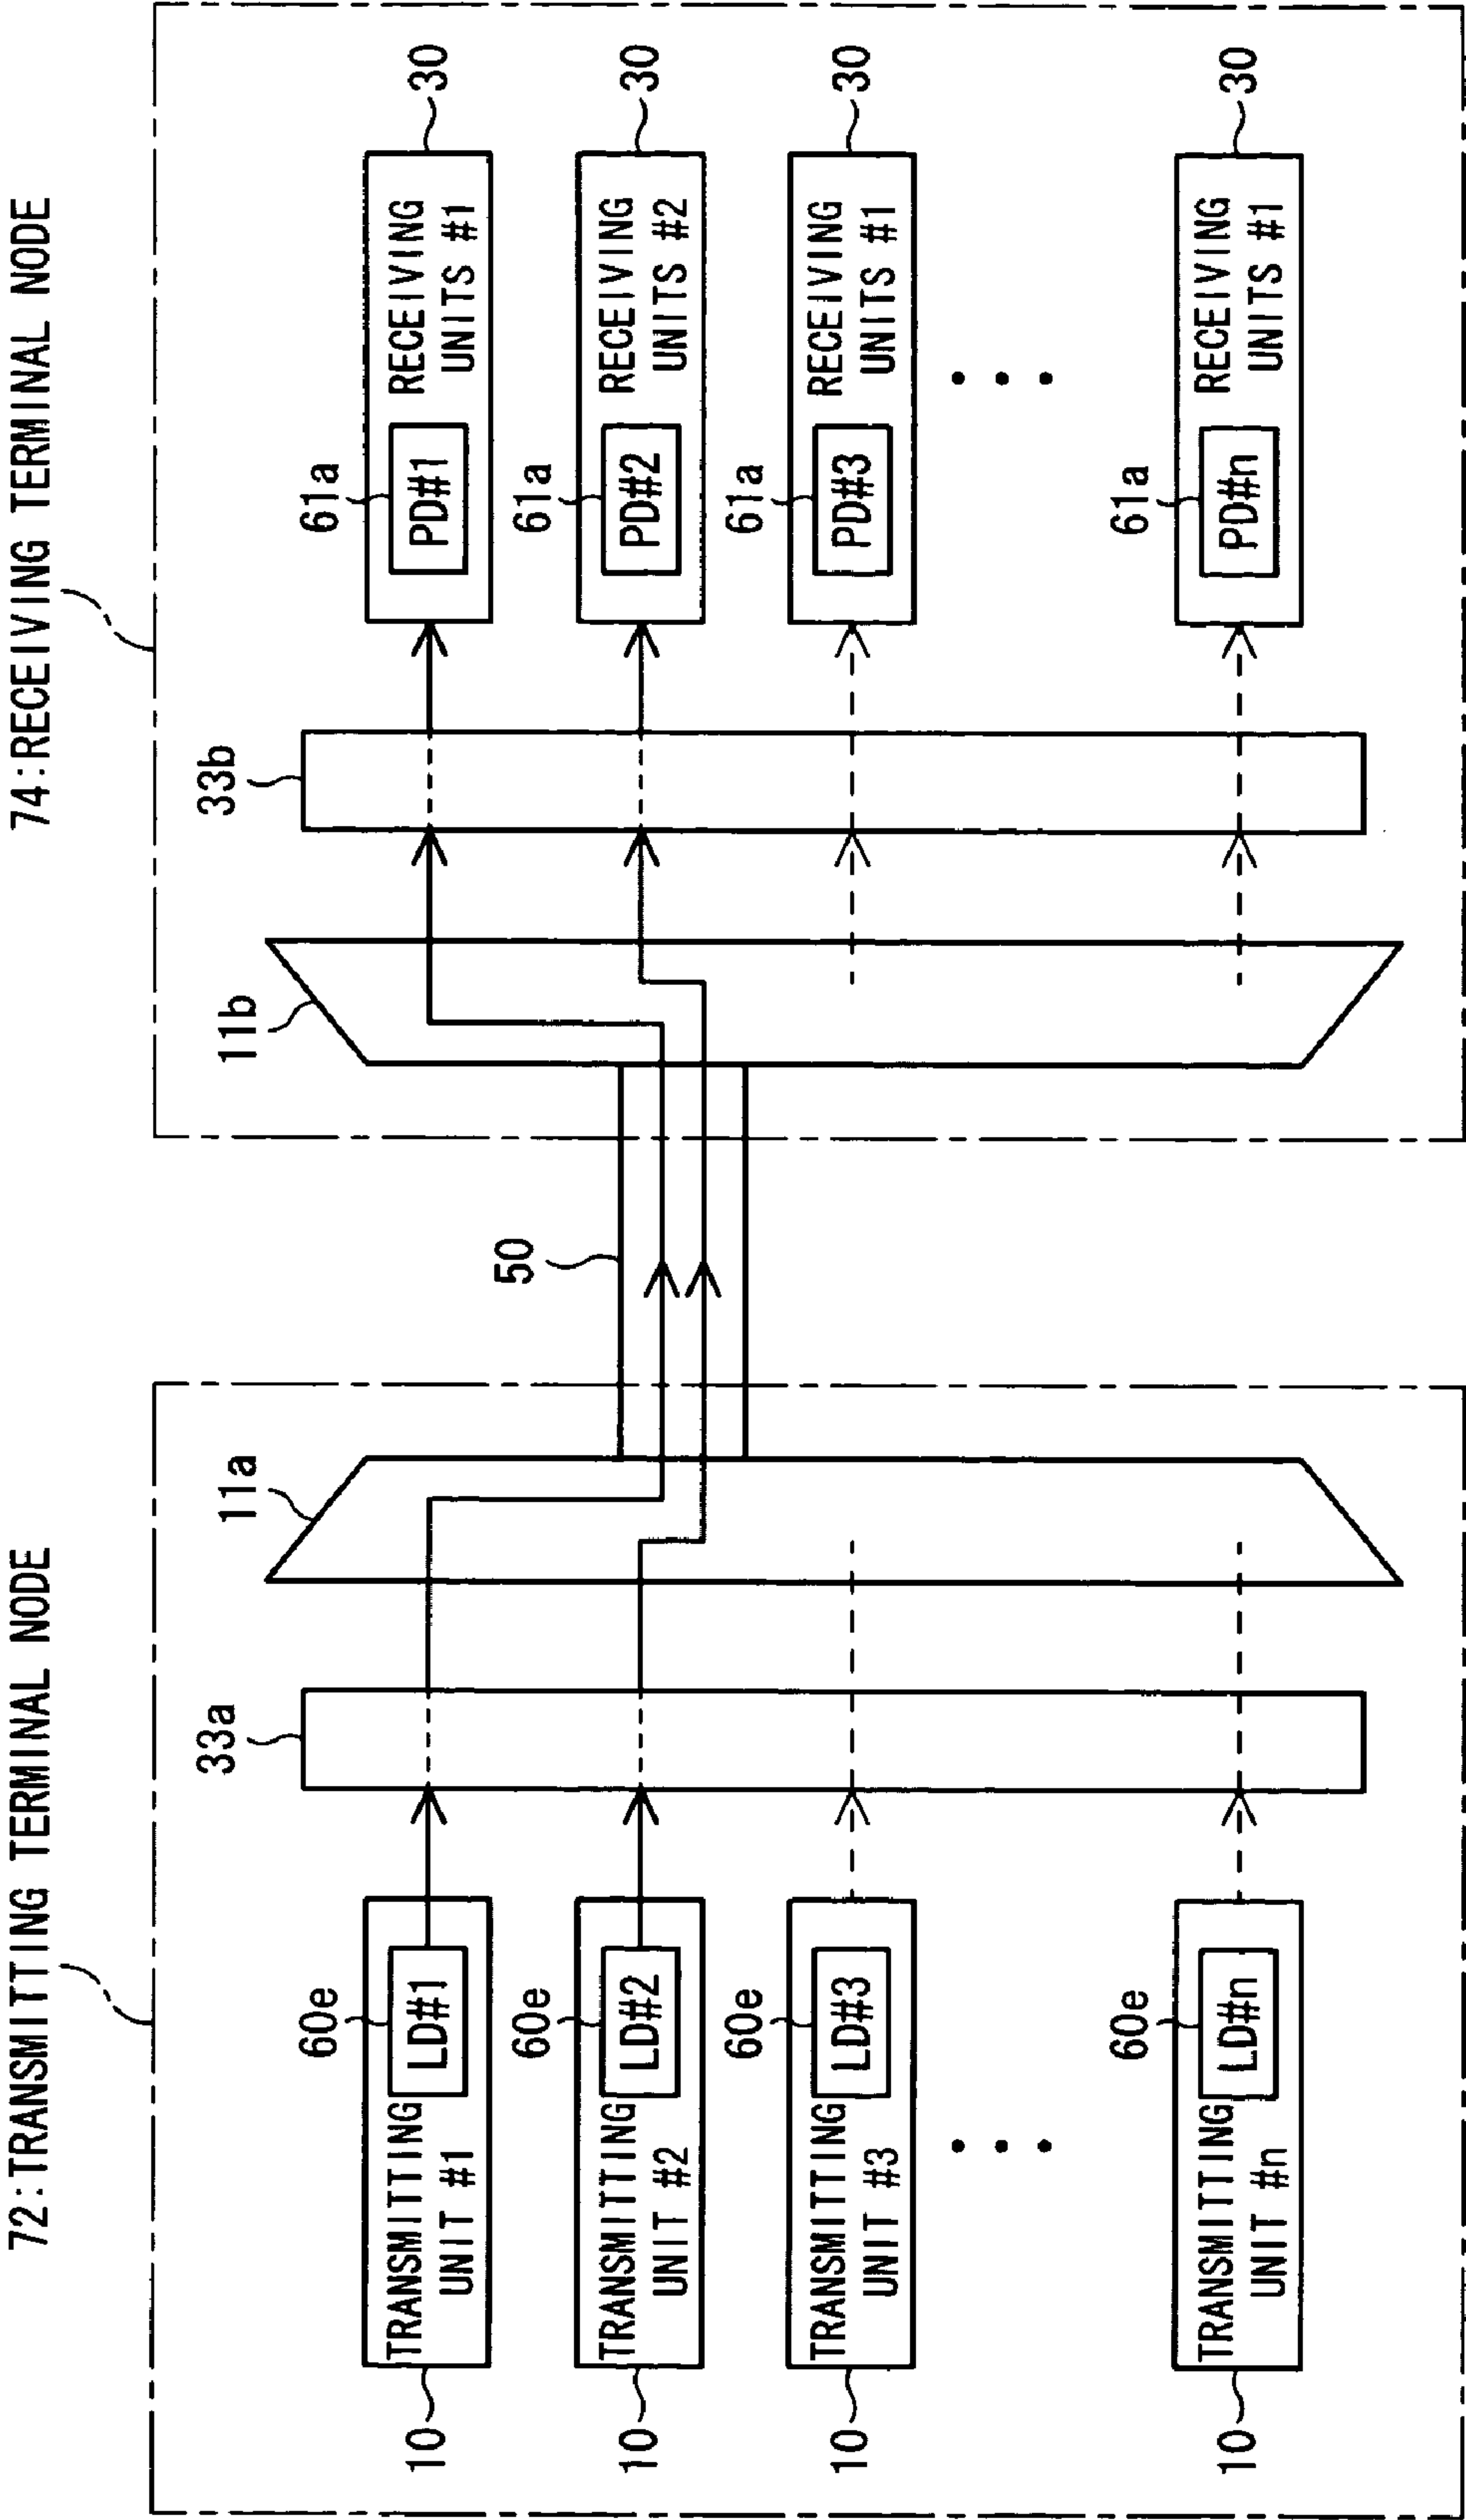 72:TRANSMITTING TERMINAL NODE
74:RECEIVING TERMINAL NODE
33a
11a
11b
33b
50
60e
61a
10
TRANSMITTING
UNIT #1
LD#1
PD#1
RECEIVING
UNITS #1
30
60e
61a
10
TRANSMITTING
UNIT #2
LD#2
PD#2
RECEIVING
UNITS #2
30
60e
61a
10
TRANSMITTING
UNIT #3
LD#3
PD#3
RECEIVING
UNITS #1
30
60e
61a
10
TRANSMITTING
UNIT #n
LD#n
PD#n
RECEIVING
UNITS #1
30